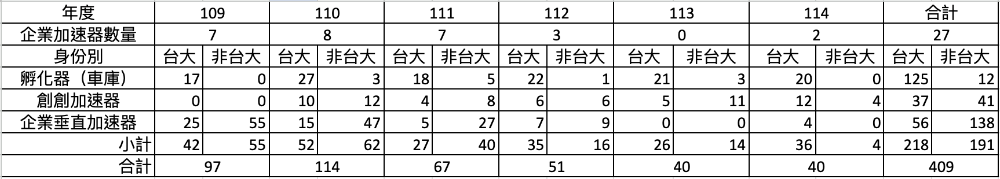 年度 109 110 111 112 113 114 合計
企業加速器數量 7 8 7 3 0 2 27
身份別 台大 非台大 台大 非台大 台大 非台大 台大 非台大 台大 非台大 台大 非台大 台大 非台大
孵化器（車庫） 17 0 27 3 18 5 22 1 21 3 20 0 125 12
創創加速器 0 0 10 12 4 8 6 6 5 11 12 4 37 41
企業垂直加速器 25 55 15 47 5 27 7 9 0 0 4 0 56 138
小計 42 55 52 62 27 40 35 16 26 14 36 4 218 191
合計 97 114 67 51 40 40 409